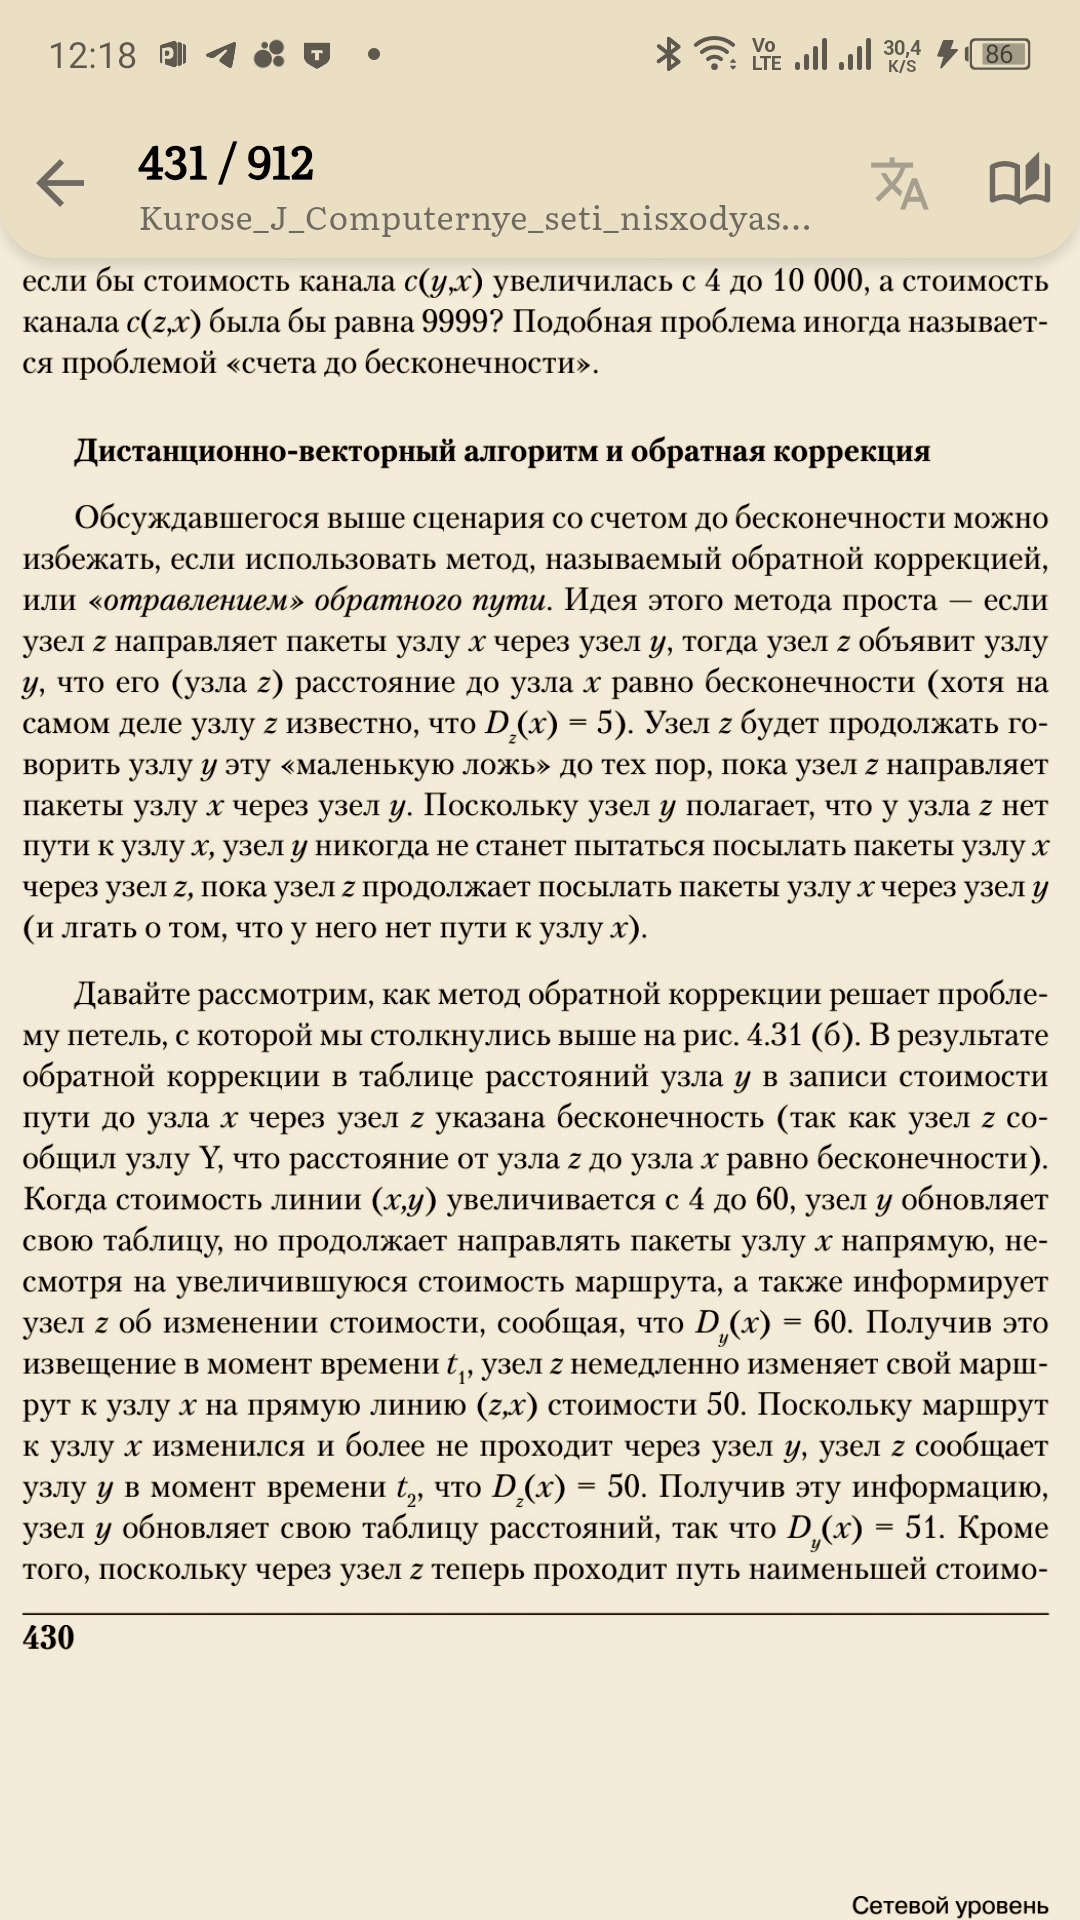 12:18
Vo
LTE
30,4
K/S
86
431 / 912
Kurose_J_Computernye_seti_nisxodyas...
если бы стоимость канала c(y,x) увеличилась с 4 до 10 000, а стоимость
канала c(z,x) была бы равна 9999? Подобная проблема иногда называет-
ся проблемой «счета до бесконечности».
Дистанционно-векторный алгоритм и обратная коррекция
Обсуждавшегося выше сценария со счетом до бесконечности можно
избежать, если использовать метод, называемый обратной коррекцией,
или «отравлением» обратного пути. Идея этого метода проста — если
узел z направляет пакеты узлу x через узел y, тогда узел z объявит узлу
y, что его (узла z) расстояние до узла x равно бесконечности (хотя на
самом деле узлу z известно, что D_z(x) = 5). Узел z будет продолжать го-
ворить узлу y эту «маленькую ложь» до тех пор, пока узел z направляет
пакеты узлу x через узел y. Поскольку узел y полагает, что у узла z нет
пути к узлу x, узел y никогда не станет пытаться посылать пакеты узлу x
через узел z, пока узел z продолжает посылать пакеты узлу x через узел y
(и лгать о том, что у него нет пути к узлу x).
Давайте рассмотрим, как метод обратной коррекции решает пробле-
му петель, с которой мы столкнулись выше на рис. 4.31 (б). В результате
обратной коррекции в таблице расстояний узла y в записи стоимости
пути до узла x через узел z указана бесконечность (так как узел z со-
общил узлу Y, что расстояние от узла z до узла x равно бесконечности).
Когда стоимость линии (x,y) увеличивается с 4 до 60, узел y обновляет
свою таблицу, но продолжает направлять пакеты узлу x напрямую, не-
смотря на увеличившуюся стоимость маршрута, а также информирует
узел z об изменении стоимости, сообщая, что D_y(x) = 60. Получив это
извещение в момент времени t₁, узел z немедленно изменяет свой марш-
рут к узлу x на прямую линию (z,x) стоимости 50. Поскольку маршрут
к узлу x изменился и более не проходит через узел y, узел z сообщает
узлу y в момент времени t₂, что D_z(x) = 50. Получив эту информацию,
узел y обновляет свою таблицу расстояний, так что D_y(x) = 51. Кроме
того, поскольку через узел z теперь проходит путь наименьшей стоимо-
430
Сетевой уровень